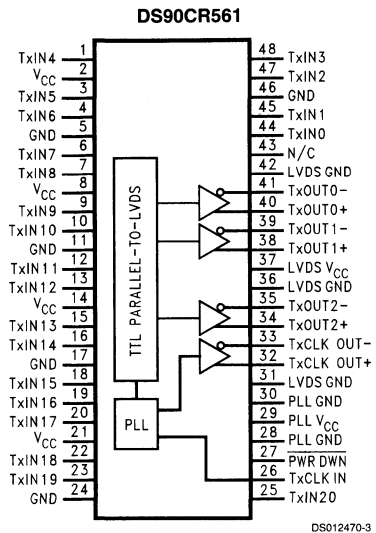 DS90CR561
TxIN4 1 48 TxIN3
VCC 2 47 TxIN2
TxIN5 3 46 GND
TxIN6 4 45 TxIN1
GND 5 44 TxIN0
TxIN7 6 43 N/C
TxIN8 7 42 LVDS GND
VCC 8 41 TxOUT0-
TxIN9 9 40 TxOUT0+
TxIN10 10 39 TxOUT1-
GND 11 38 TxOUT1+
TxIN11 12 37 LVDS VCC
TxIN12 13 36 LVDS GND
VCC 14 35 TxOUT2-
TxIN13 15 34 TxOUT2+
TxIN14 16 33 TxCLK OUT-
GND 17 32 TxCLK OUT+
TxIN15 18 31 LVDS GND
TxIN16 19 30 PLL GND
TxIN17 20 29 PLL VCC
VCC 21 28 PLL GND
TxIN18 22 27 PWR DWN
TxIN19 23 26 TxCLK IN
GND 24 25 TxIN20
TTL PARALLEL-TO-LVDS
PLL
DS012470-3